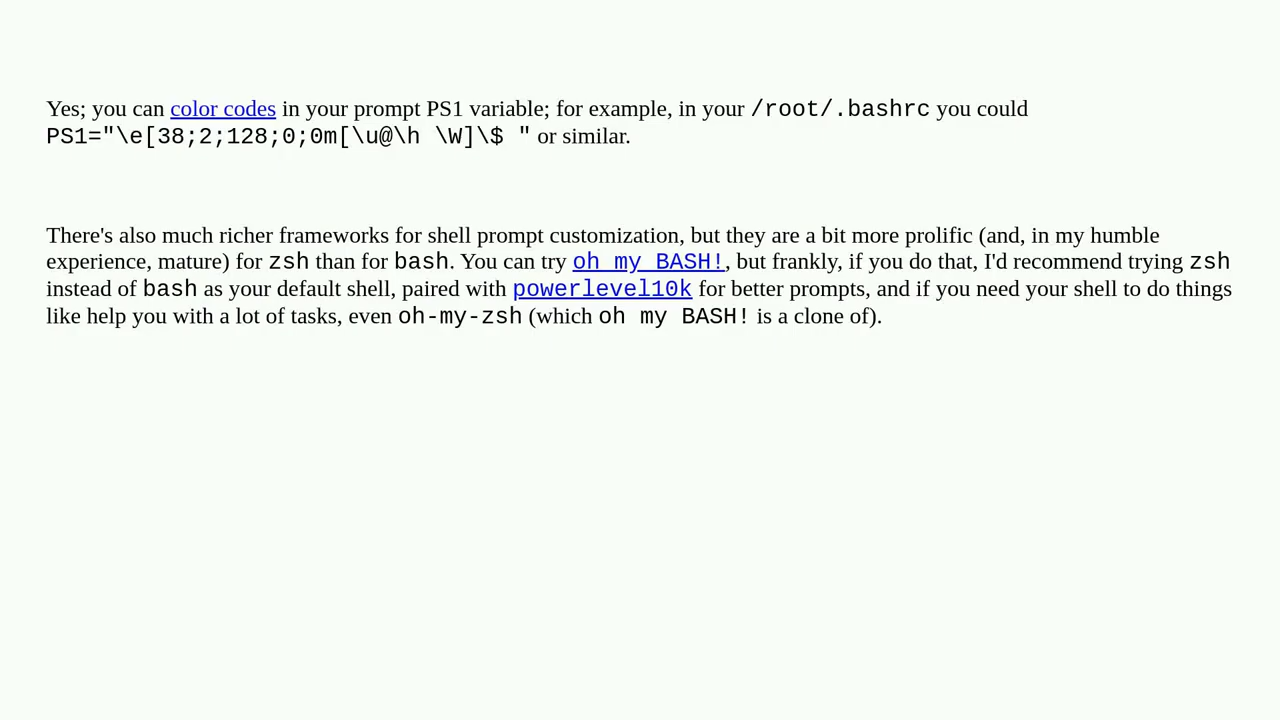 Yes; you can color codes in your prompt PS1 variable; for example, in your /root/.bashrc you could
PS1="\e[38;2;128;0;0m[\u@\h \W]\$ " or similar.
There's also much richer frameworks for shell prompt customization, but they are a bit more prolific (and, in my humble
experience, mature) for zsh than for bash. You can try oh my BASH!, but frankly, if you do that, I'd recommend trying zsh
instead of bash as your default shell, paired with powerlevel10k for better prompts, and if you need your shell to do things
like help you with a lot of tasks, even oh-my-zsh (which oh my BASH! is a clone of).